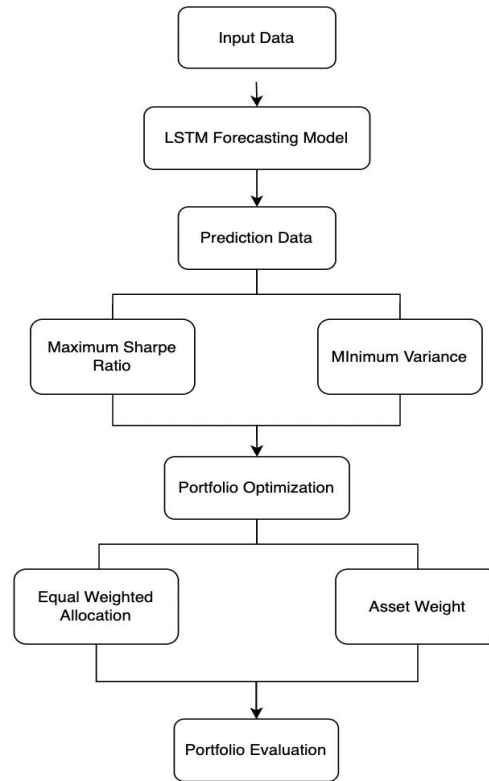 Input Data
LSTM Forecasting Model
Prediction Data
Maximum Sharpe
Ratio
MInimum Variance
Portfolio Optimization
Equal Weighted
Allocation
Asset Weight
Portfolio Evaluation